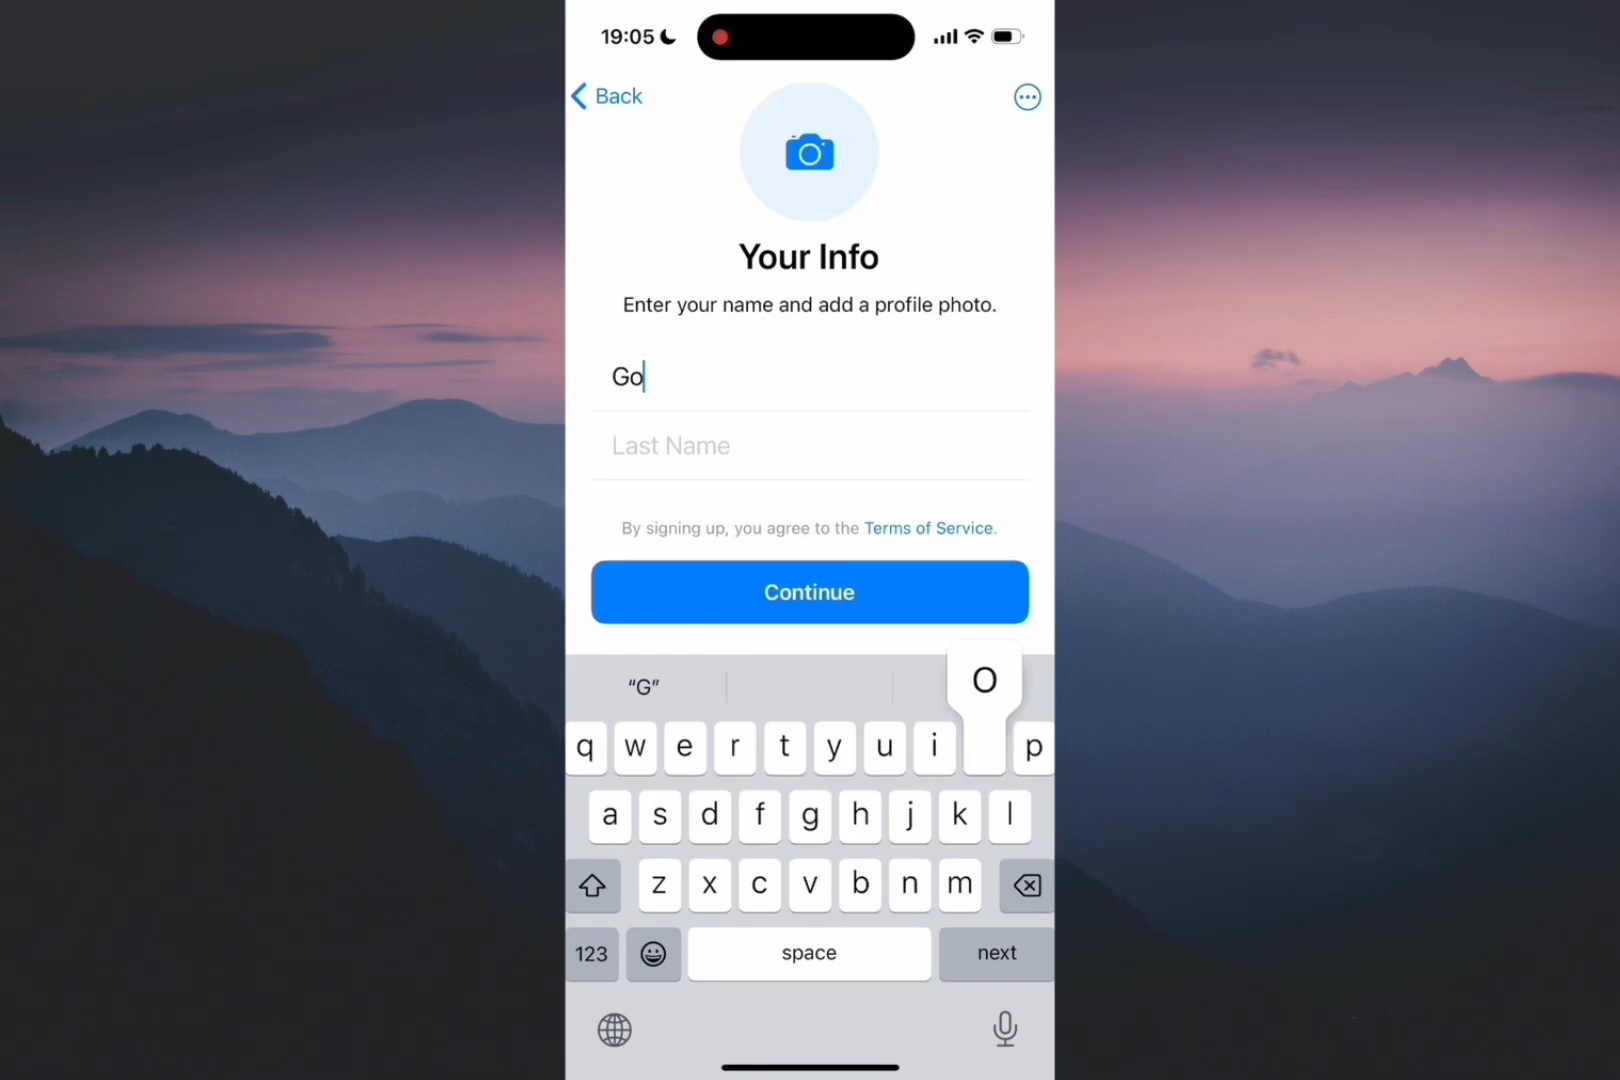 19:05
Back
Your Info
Enter your name and add a profile photo.
Go
Last Name
By signing up, you agree to the Terms of Service.
Continue
“G”
O
q w e r t y u i p
a s d f g h j k l
z x c v b n m
123 space next